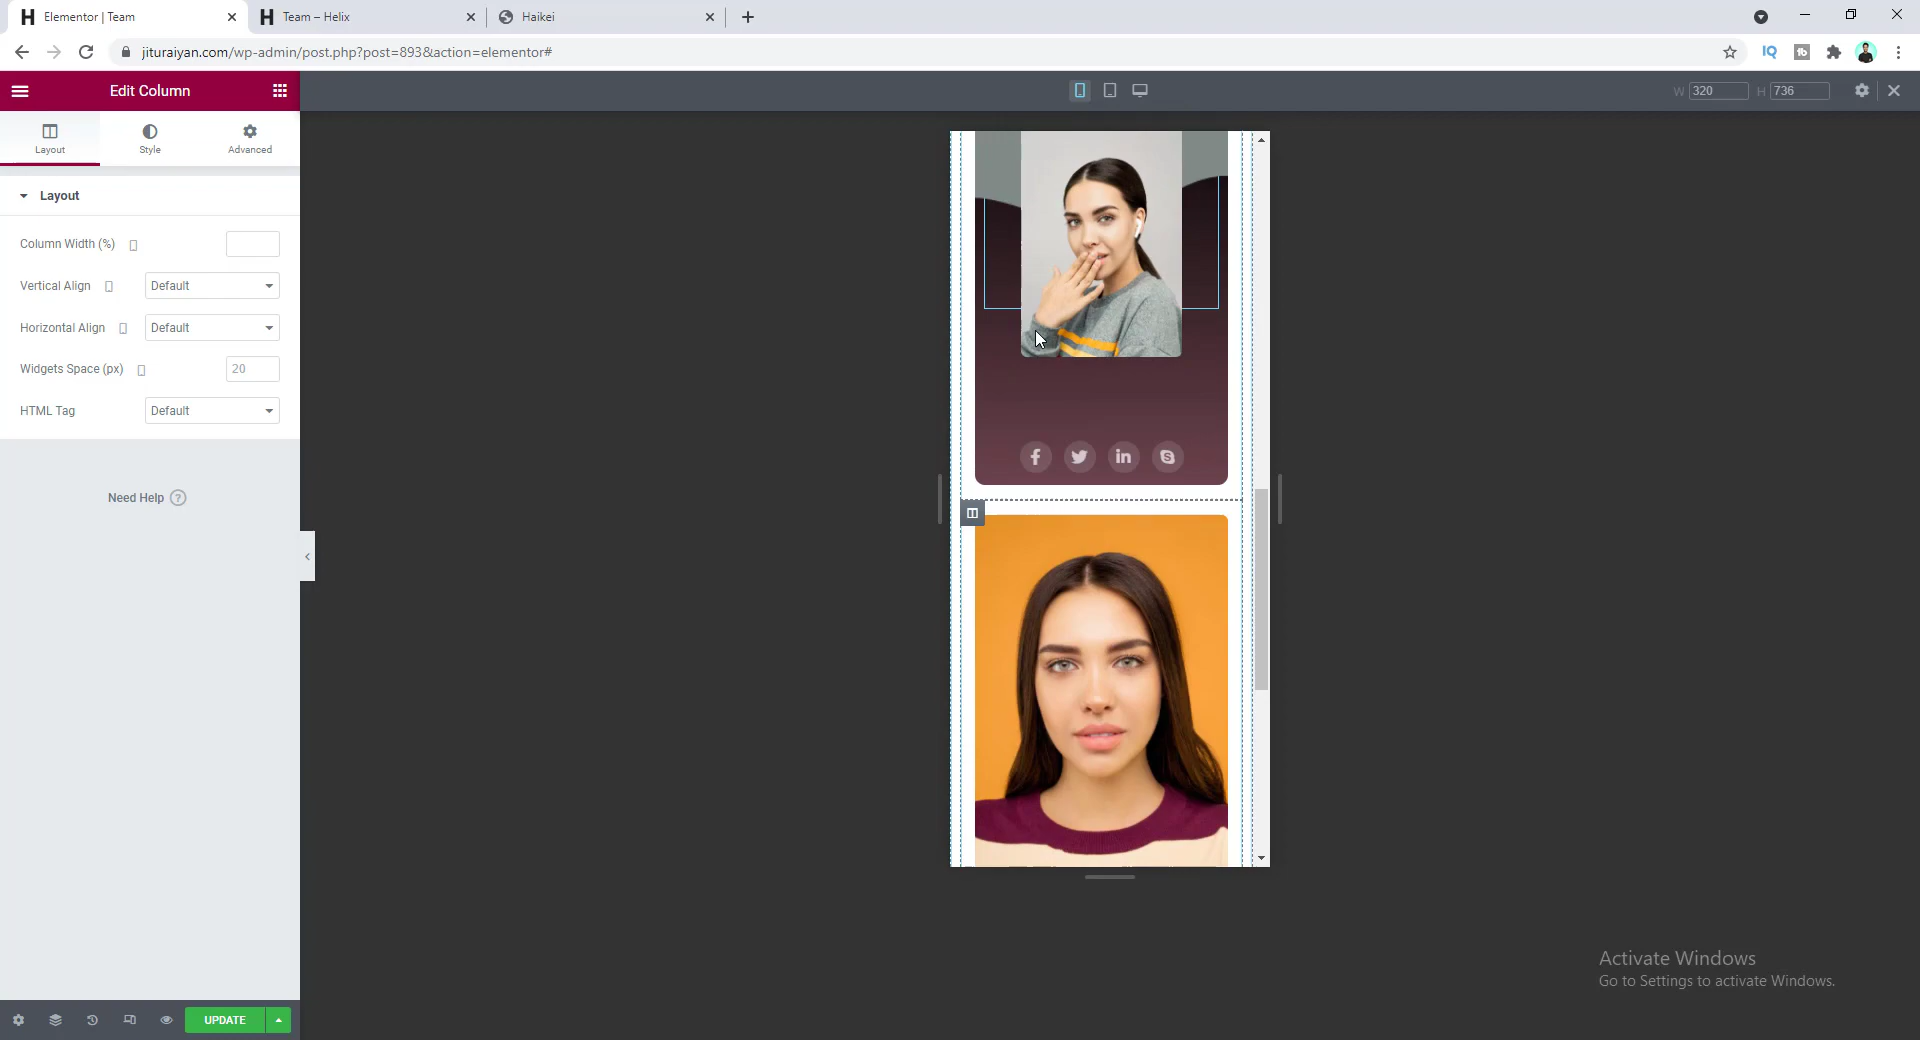 Elementor | Team
Team – Helix
Haikei
jituraiyan.com/wp-admin/post.php?post=893&action=elementor#
Edit Column
W 320 H 736
Layout
Style
Advanced
Layout
Column Width (%)
Vertical Align
Default
Horizontal Align
Default
Widgets Space (px)
20
HTML Tag
Default
Need Help ?
Activate Windows
Go to Settings to activate Windows.
UPDATE